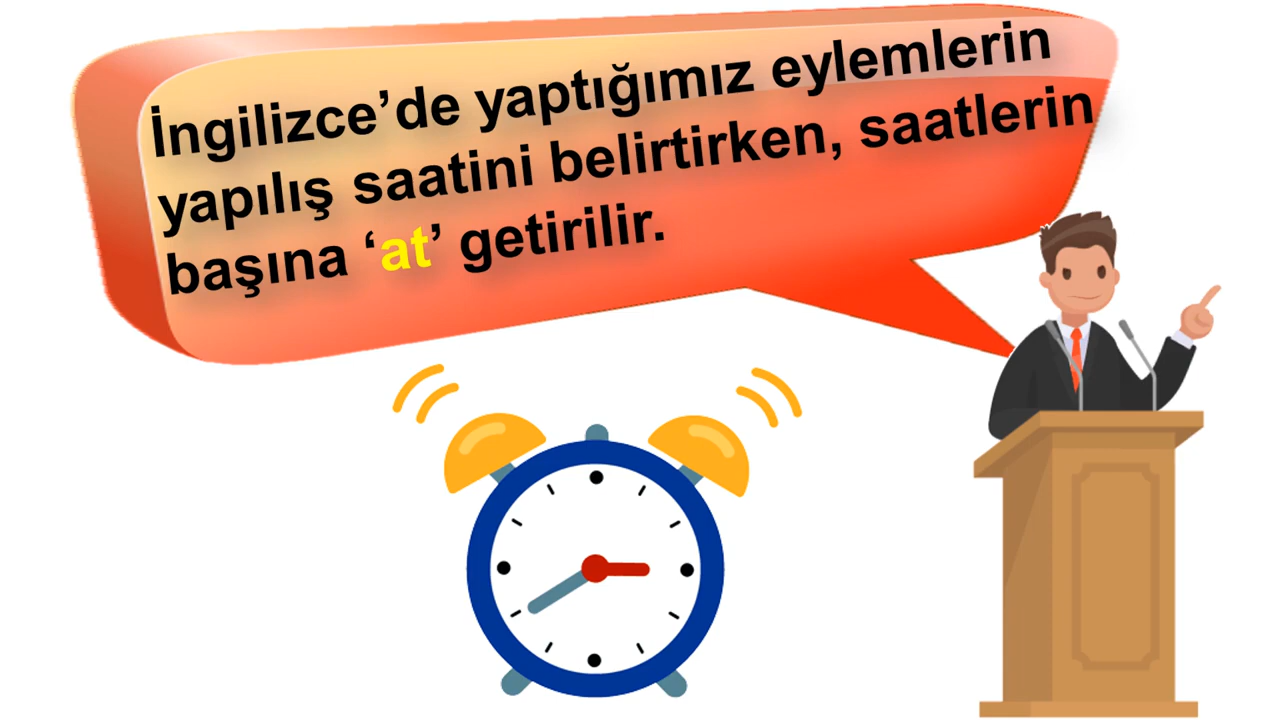 İngilizce’de yaptığımız eylemlerin
yapılış saatini belirtirken, saatlerin
başına ‘at’ getirilir.